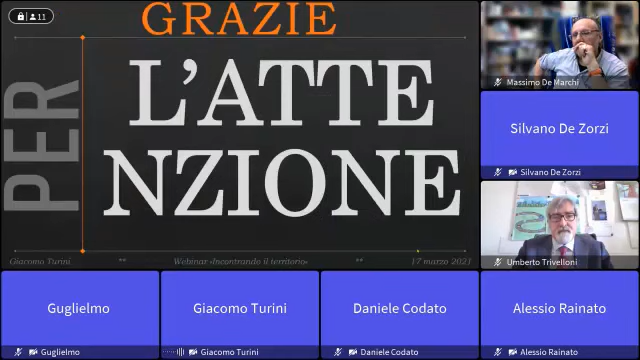 11
GRAZIE
PER
L'ATTE
NZIONE
Giacomo Turini
**
Webinar «Incontrando il territorio»
**
17 marzo 2021
Massimo De Marchi
Silvano De Zorzi
Silvano De Zorzi
Umberto Trivelloni
Guglielmo
Guglielmo
Giacomo Turini
Giacomo Turini
Daniele Codato
Daniele Codato
Alessio Rainato
Alessio Rainato